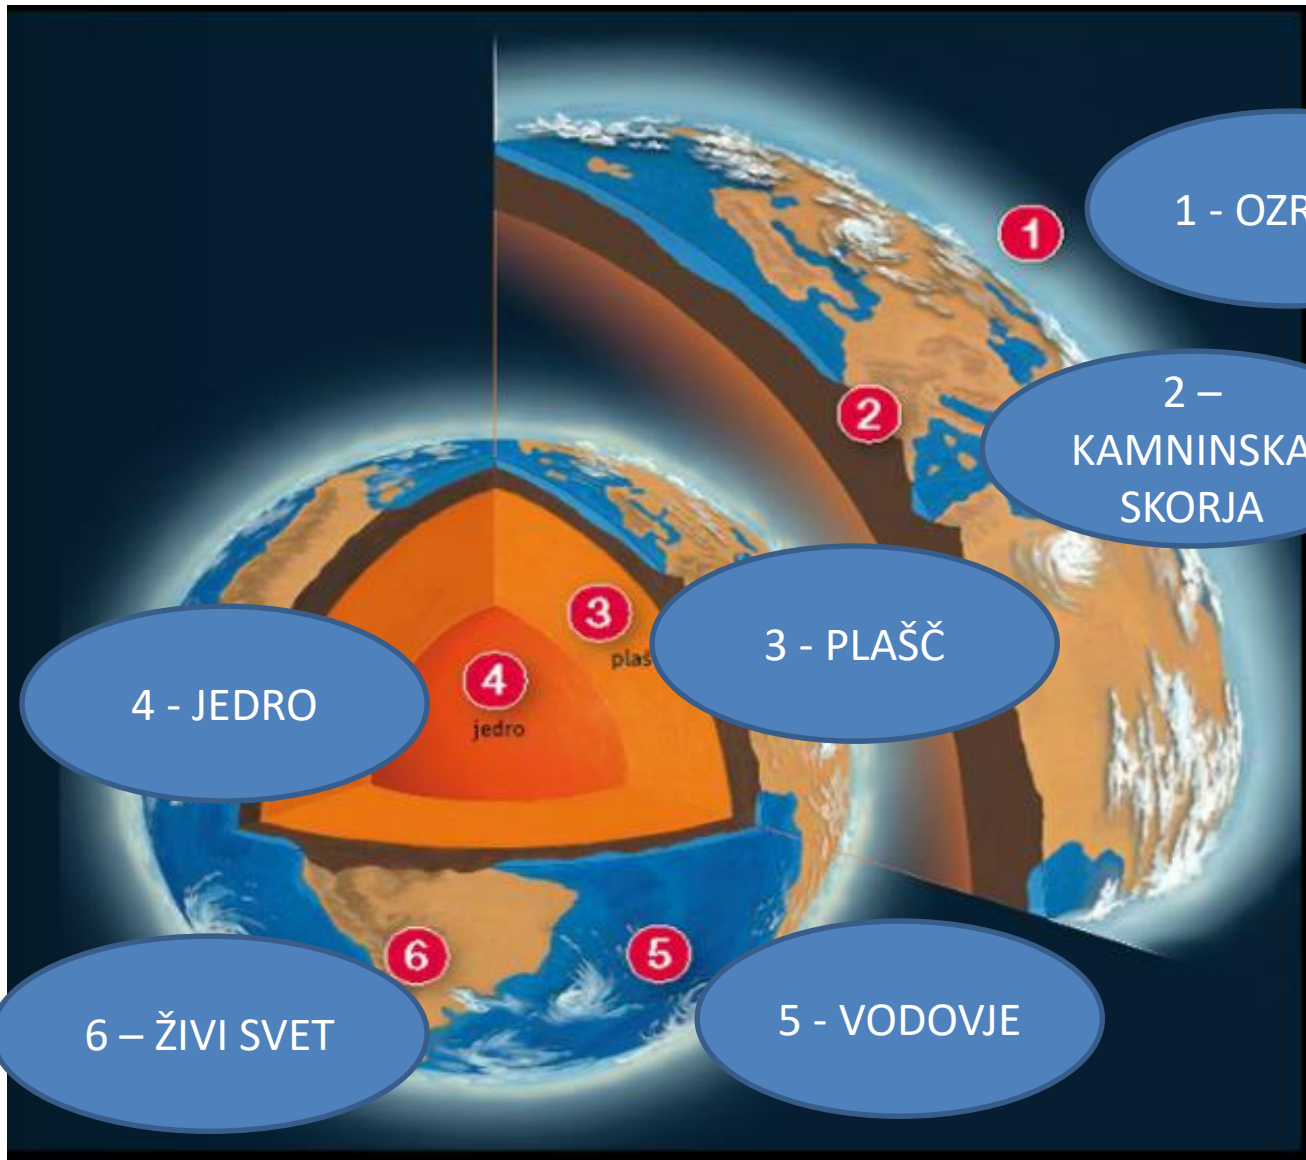 1 - OZR
1
2 –
KAMNINSKA
SKORJA
2
3
plaš
3 - PLAŠČ
4
jedro
4 - JEDRO
6
5
6 – ŽIVI SVET
5 - VODOVJE